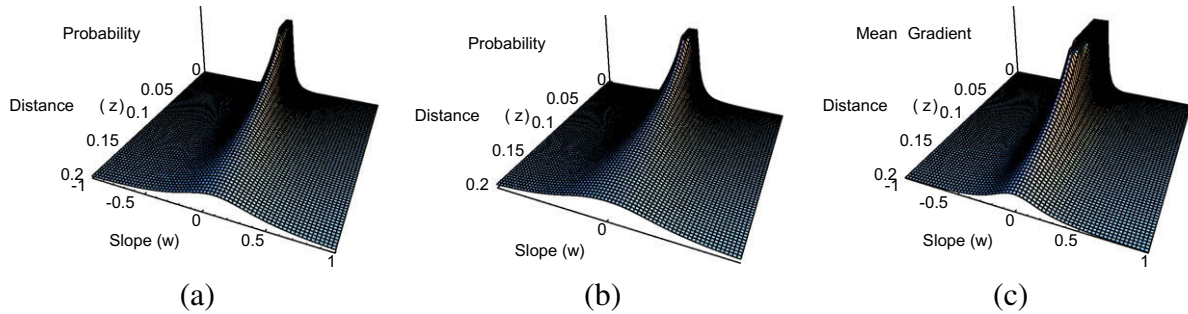 Probability
0
0.05
0.1
Distance (z)
0.15
0.2
-1
-0.5
0
0.5
1
Slope (w)
(a)
Probability
0
0.05
0.1
Distance (z)
0.15
0.2
0
Slope (w)
(b)
Mean Gradient
0
0.05
0.1
Distance (z)
0.15
0.2
-1
-0.5
0
0.5
1
Slope (w)
(c)